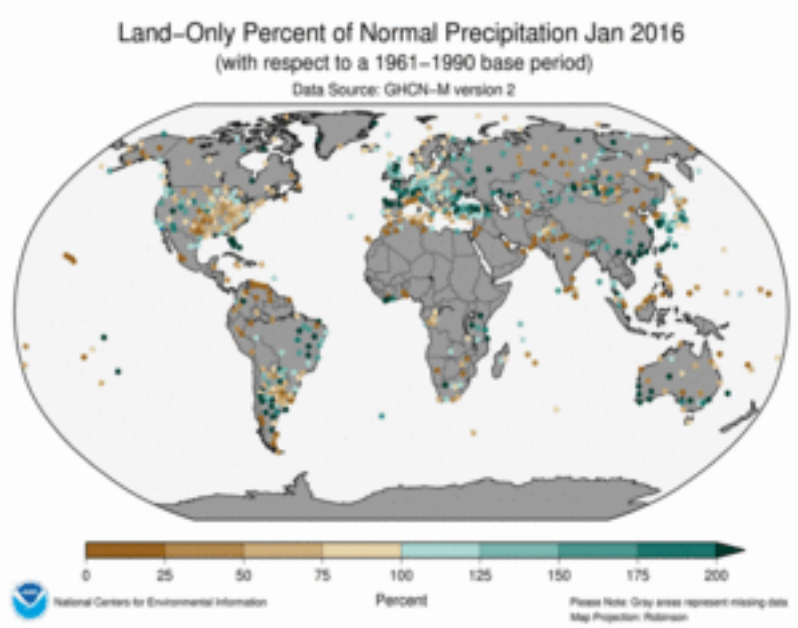 Land–Only Percent of Normal Precipitation Jan 2016
(with respect to a 1961–1990 base period)
Data Source: GHCN–M version 2
0 25 50 75 100 125 150 175 200
Percent
National Centers for Environmental Information
Please Note: Gray areas represent missing data
Map Projection: Robinson